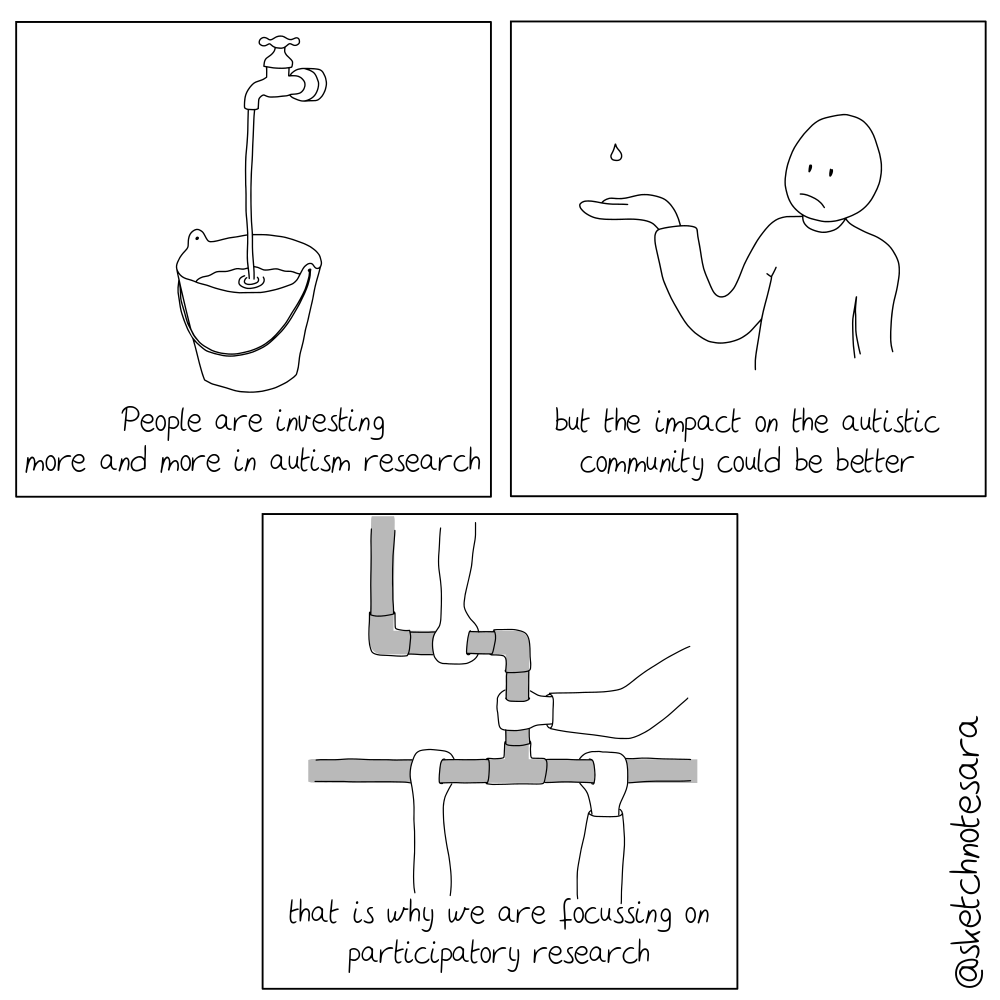 People are investing
more and more in autism research
but the impact on the autistic
community could be better
that is why we are focussing on
participatory research
@sketchnotesara